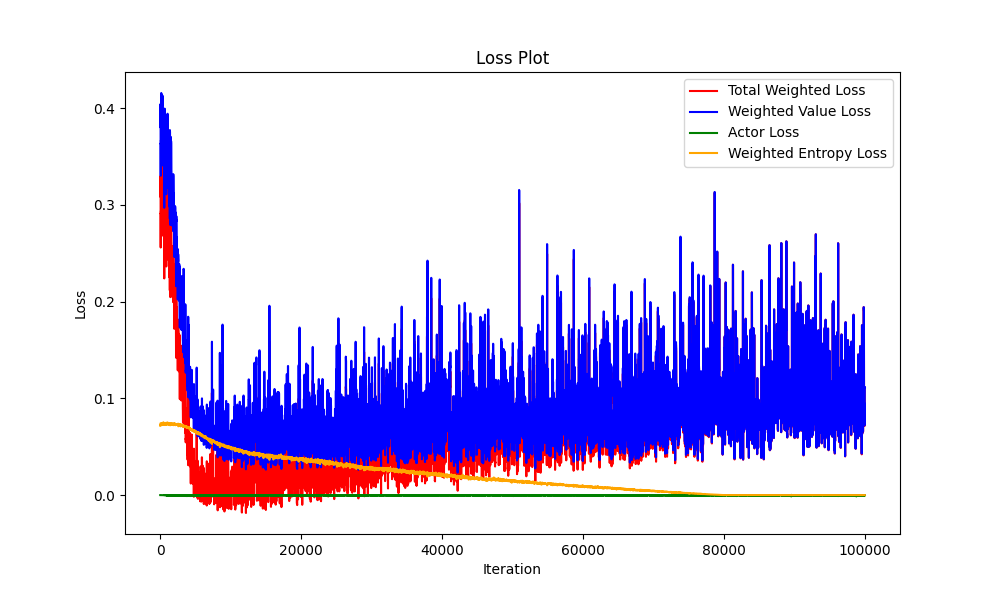 Loss Plot
Total Weighted Loss
Weighted Value Loss
Actor Loss
Weighted Entropy Loss
0.4
0.3
0.2
0.1
0.0
Loss
0 20000 40000 60000 80000 100000
Iteration